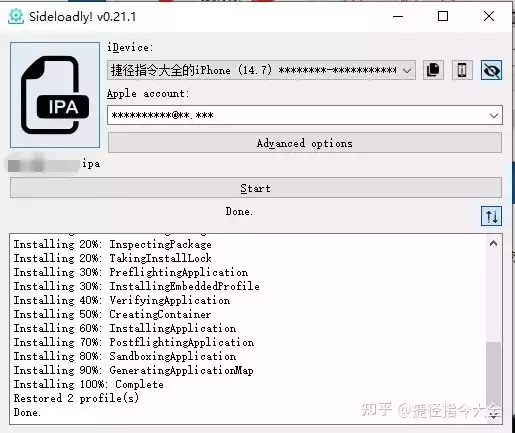 Sideloadly! v0.21.1
iDevice:
捷径指令大全的iPhone (14.7) ********-************
Apple account:
**********@**.***
IPA
Advanced options
ipa
Start
Done.
Installing 20%: InspectingPackage
Installing 20%: TakingInstallLock
Installing 30%: PreflightingApplication
Installing 30%: InstallingEmbeddedProfile
Installing 40%: VerifyingApplication
Installing 50%: CreatingContainer
Installing 60%: InstallingApplication
Installing 70%: PostflightingApplication
Installing 80%: SandboxingApplication
Installing 90%: GeneratingApplicationMap
Installing 100%: Complete
Restored 2 profile(s)
Done.
知乎 @捷径指令大全